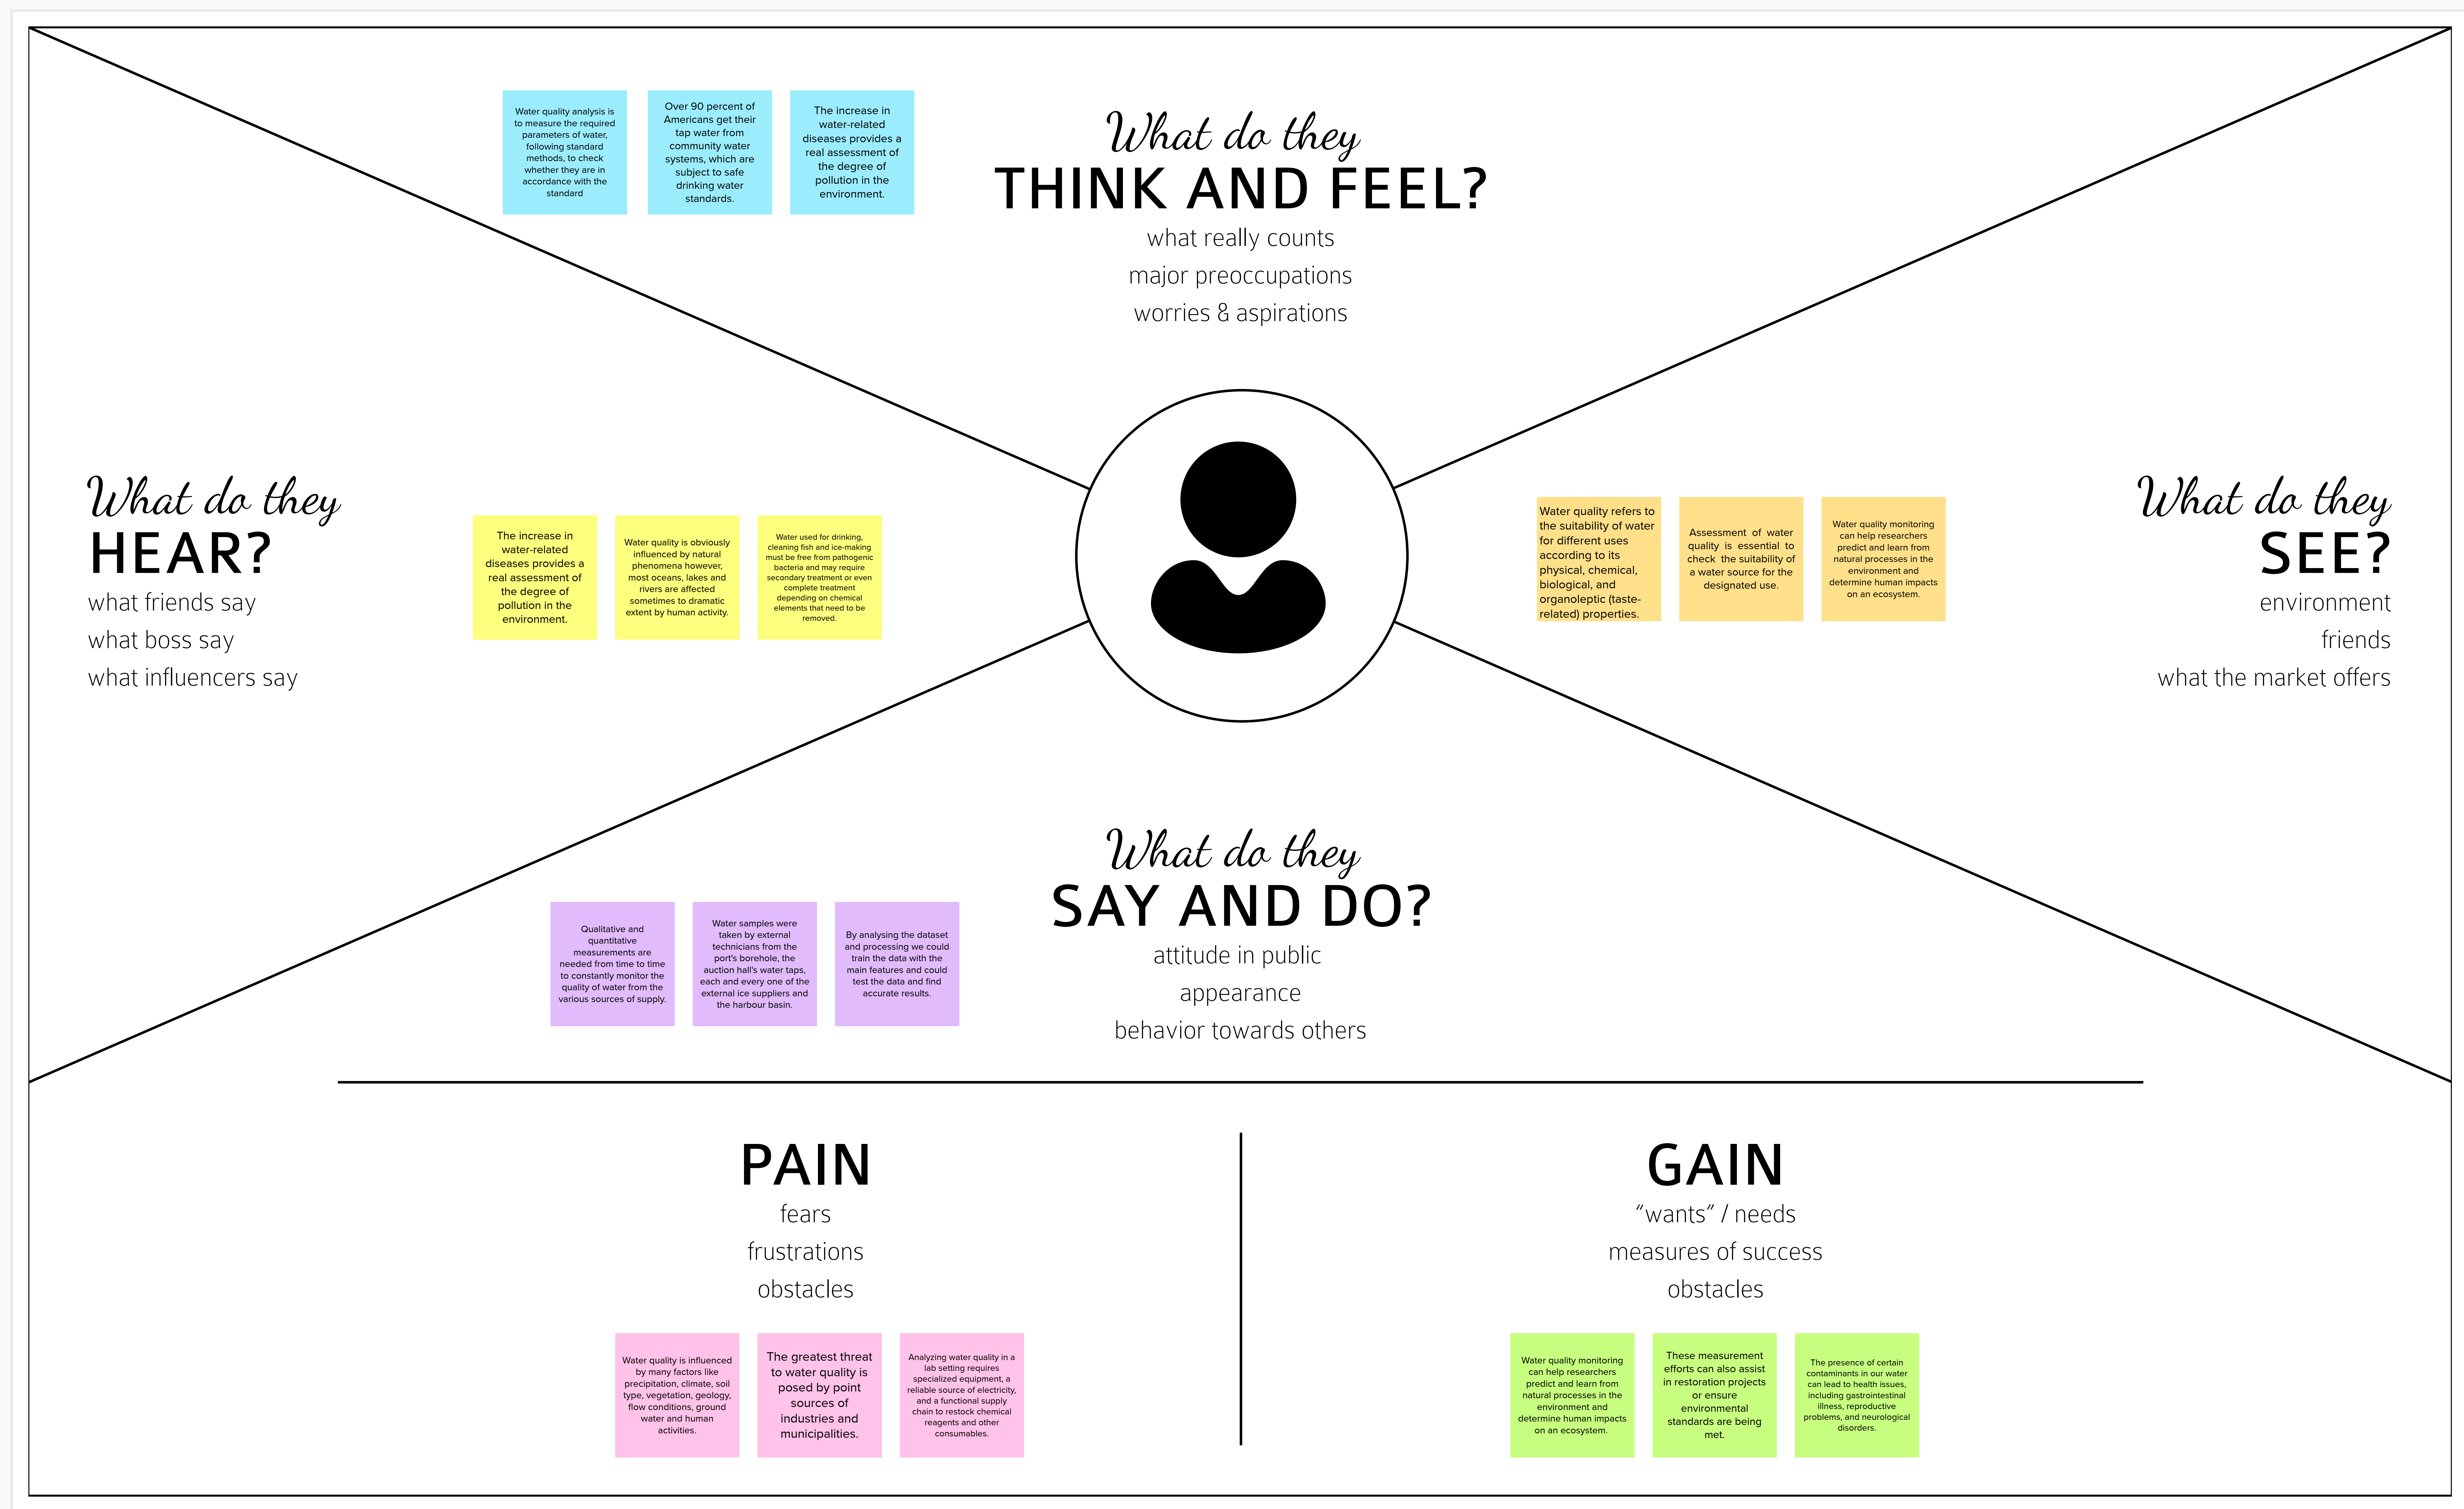 What do they
THINK AND FEEL?
what really counts
major preoccupations
worries & aspirations
Water quality analysis is
to measure the required
parameters of water,
following standard
methods, to check
whether they are in
accordance with the
standard
Over 90 percent of
Americans get their
tap water from
community water
systems, which are
subject to safe
drinking water
standards.
The increase in
water-related
diseases provides a
real assessment of
the degree of
pollution in the
environment.
What do they
HEAR?
what friends say
what boss say
what influencers say
The increase in
water-related
diseases provides a
real assessment of
the degree of
pollution in the
environment.
Water quality is obviously
influenced by natural
phenomena however,
most oceans, lakes and
rivers are affected
sometimes to dramatic
extent by human activity.
Water used for drinking,
cleaning fish and ice-making
must be free from pathogenic
bacteria and may require
secondary treatment or even
complete treatment
depending on chemical
elements that need to be
removed.
Water quality refers to
the suitability of water
for different uses
according to its
physical, chemical,
biological, and
organoleptic (taste-
related) properties.
Assessment of water
quality is essential to
check the suitability of
a water source for the
designated use.
Water quality monitoring
can help researchers
predict and learn from
natural processes in the
environment and
determine human impacts
on an ecosystem.
What do they
SEE?
environment
friends
what the market offers
What do they
SAY AND DO?
attitude in public
appearance
behavior towards others
Qualitative and
quantitative
measurements are
needed from time to time
to constantly monitor the
quality of water from the
various sources of supply.
Water samples were
taken by external
technicians from the
port's borehole, the
auction hall's water taps,
each and every one of the
external ice suppliers and
the harbour basin.
By analysing the dataset
and processing we could
train the data with the
main features and could
test the data and find
accurate results.
PAIN
fears
frustrations
obstacles
Water quality is influenced
by many factors like
precipitation, climate, soil
type, vegetation, geology,
flow conditions, ground
water and human
activities.
The greatest threat
to water quality is
posed by point
sources of
industries and
municipalities.
Analyzing water quality in a
lab setting requires
specialized equipment, a
reliable source of electricity,
and a functional supply
chain to restock chemical
reagents and other
consumables.
GAIN
“wants” / needs
measures of success
obstacles
Water quality monitoring
can help researchers
predict and learn from
natural processes in the
environment and
determine human impacts
on an ecosystem.
These measurement
efforts can also assist
in restoration projects
or ensure
environmental
standards are being
met.
The presence of certain
contaminants in our water
can lead to health issues,
including gastrointestinal
illness, reproductive
problems, and neurological
disorders.